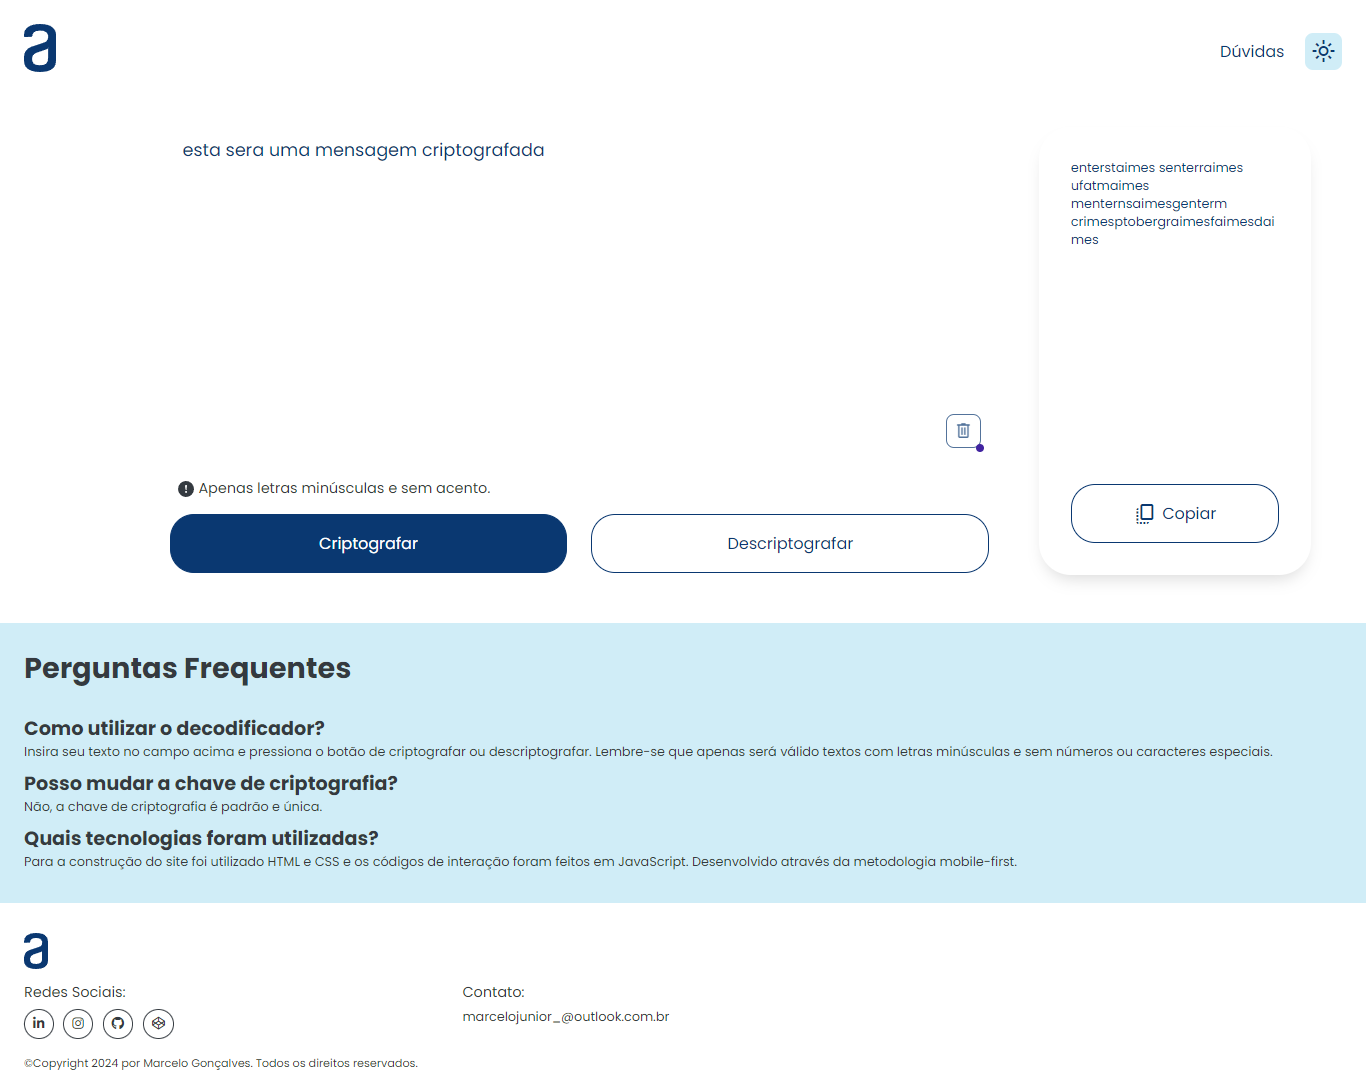 a
Dúvidas
esta sera uma mensagem criptografada
enterstaimes senterraimes
ufatmaimes
menternsaimesgenterm
crimesptobergraimesfaimesdai
mes
Apenas letras minúsculas e sem acento.
Criptografar
Descriptografar
Copiar
Perguntas Frequentes
Como utilizar o decodificador?
Insira seu texto no campo acima e pressiona o botão de criptografar ou descriptografar. Lembre-se que apenas será válido textos com letras minúsculas e sem números ou caracteres especiais.
Posso mudar a chave de criptografia?
Não, a chave de criptografia é padrão e única.
Quais tecnologias foram utilizadas?
Para a construção do site foi utilizado HTML e CSS e os códigos de interação foram feitos em JavaScript. Desenvolvido através da metodologia mobile-first.
a
Redes Sociais:
in
Contato:
marcelojunior_@outlook.com.br
©Copyright 2024 por Marcelo Gonçalves. Todos os direitos reservados.